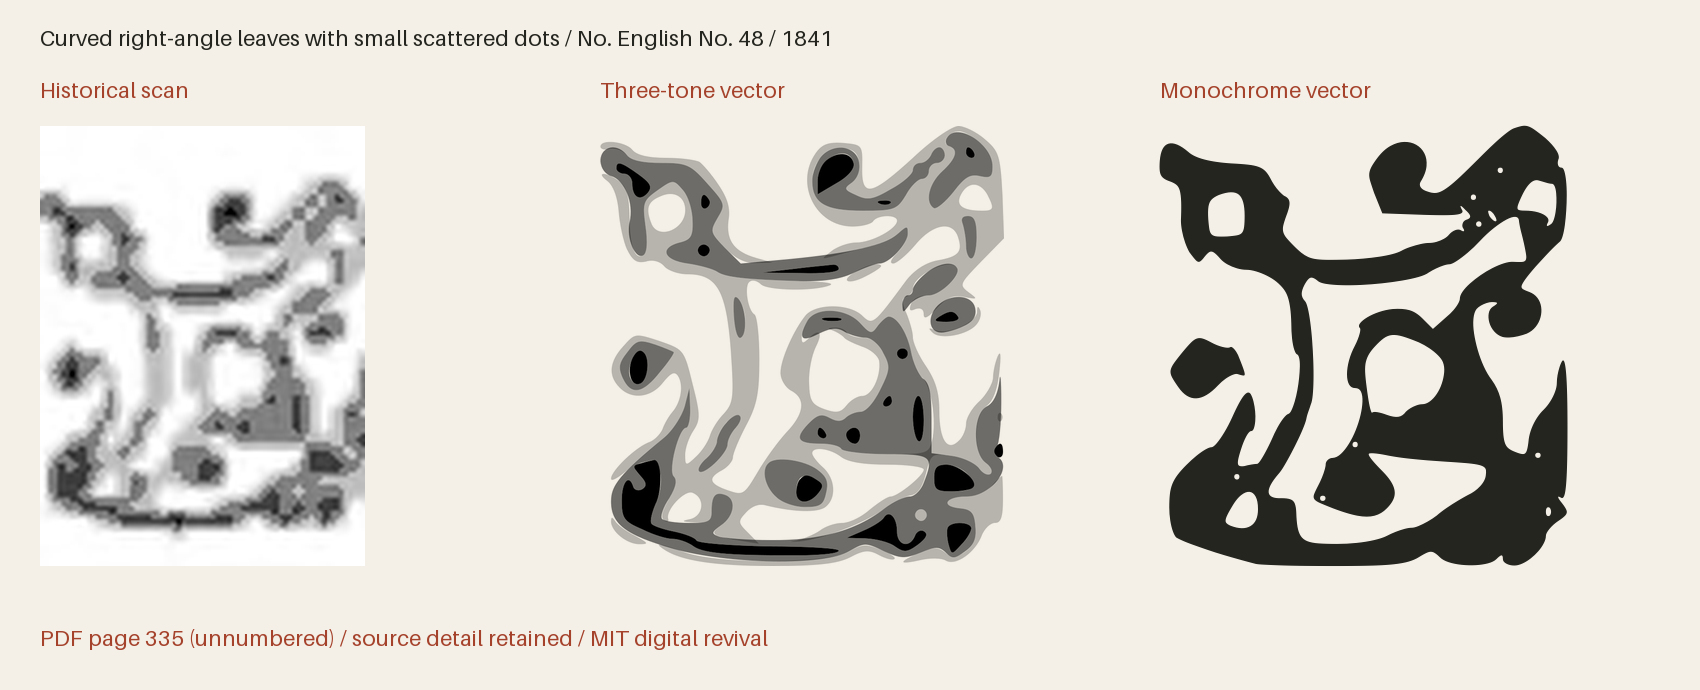 Curved right-angle leaves with small scattered dots / No. English No. 48 / 1841
Historical scan
Three-tone vector
Monochrome vector
PDF page 335 (unnumbered) / source detail retained / MIT digital revival